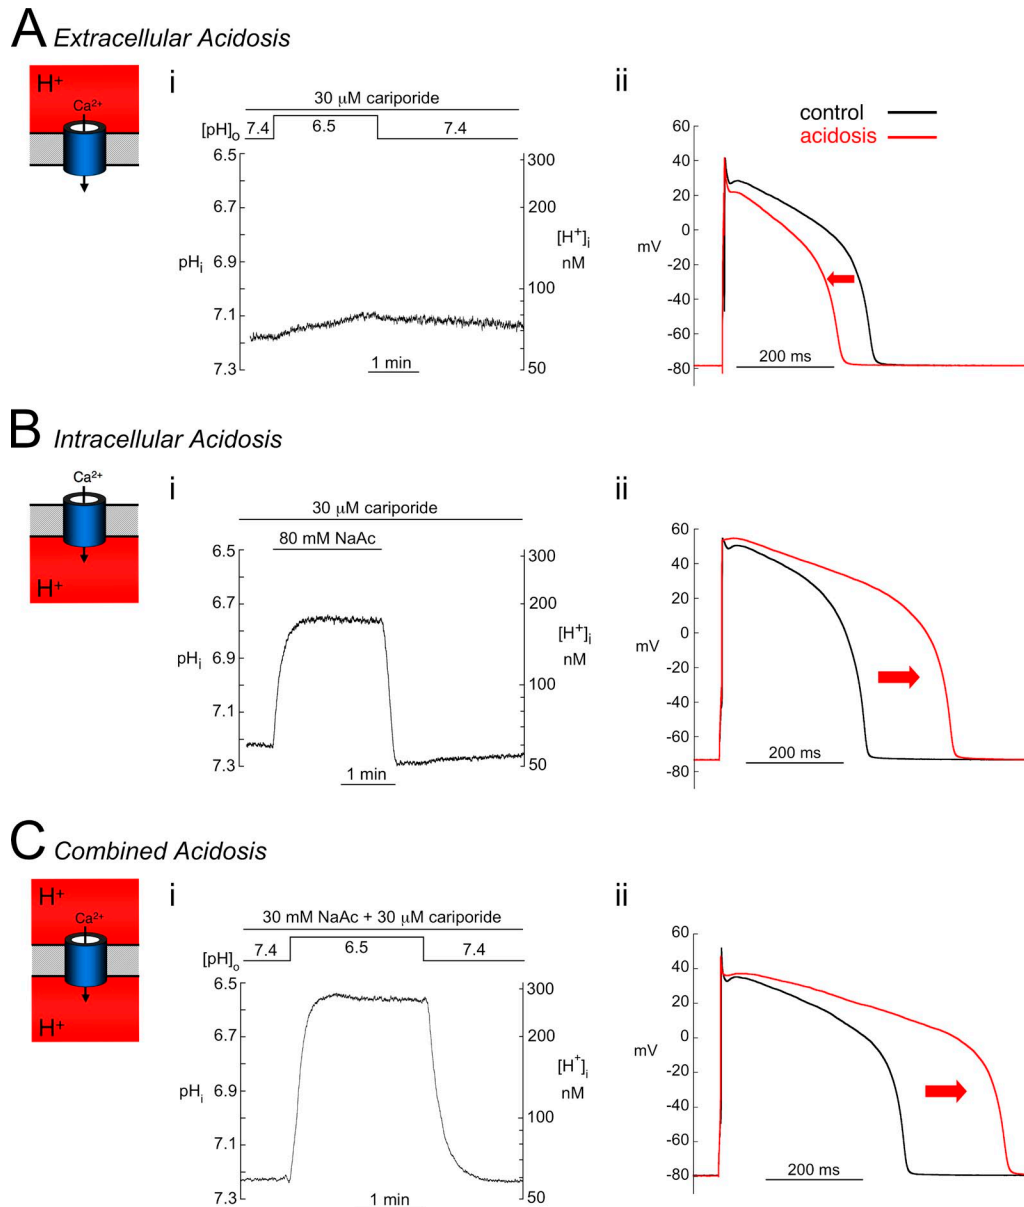 A Extracellular Acidosis
H+
Ca2+
i
30 μM cariporide
[pH]o 7.4 6.5 7.4
6.5
6.7
6.9
7.1
7.3
pHi
300
200
100
50
[H+]i
nM
1 min
ii
control
acidosis
60
40
20
0
-20
-40
-60
-80
mV
200 ms
B Intracellular Acidosis
Ca2+
H+
i
30 μM cariporide
80 mM NaAc
6.5
6.7
6.9
7.1
7.3
pHi
300
200
100
50
[H+]i
nM
1 min
ii
60
40
20
0
-20
-40
-60
-80
mV
200 ms
C Combined Acidosis
H+
Ca2+
H+
i
30 mM NaAc + 30 μM cariporide
[pH]o 7.4 6.5 7.4
6.5
6.7
6.9
7.1
7.3
pHi
300
200
100
50
[H+]i
nM
1 min
ii
60
40
20
0
-20
-40
-60
-80
mV
200 ms